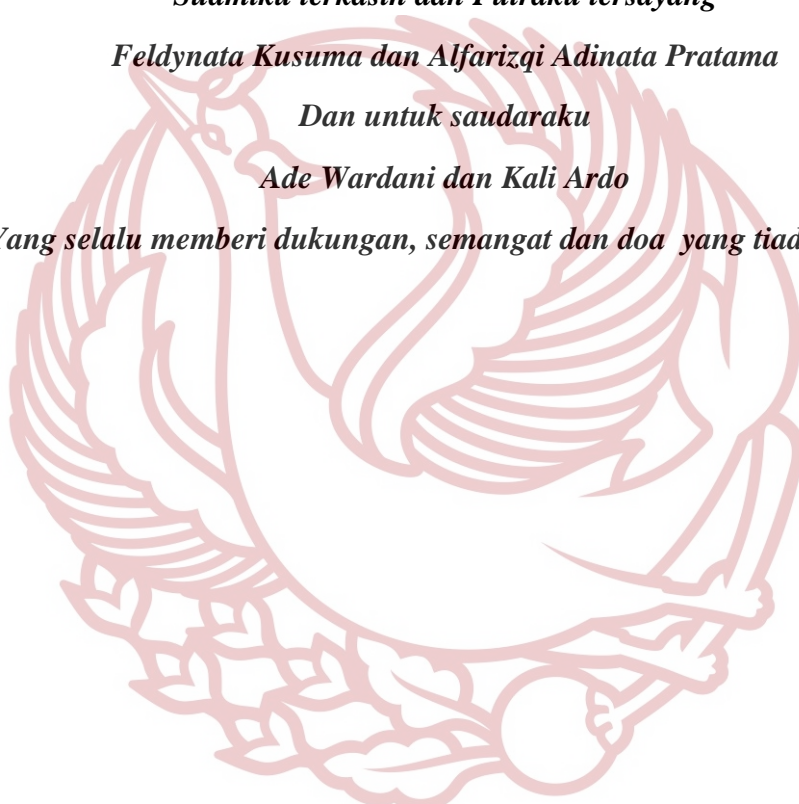 Suamiku terkasih dan Putraku tersayang
Feldynata Kusuma dan Alfarizqi Adinata Pratama
Dan untuk saudaraku
Ade Wardani dan Kali Ardo
Yang selalu memberi dukungan, semangat dan doa yang tiad